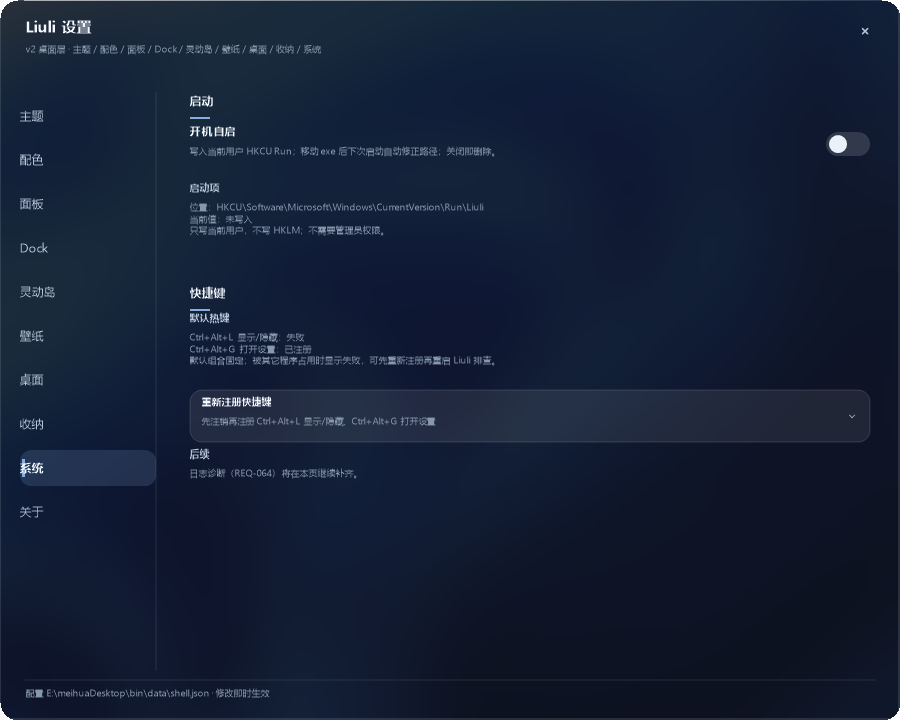 Liuli 设置
v2 桌面层 · 主题 / 配色 / 面板 / Dock / 灵动岛 / 壁纸 / 桌面 / 收纳 / 系统
×
主题
配色
面板
Dock
灵动岛
壁纸
桌面
收纳
系统
关于
启动
开机自启
写入当前用户 HKCU Run；移动 exe 后下次启动自动修正路径；关闭即删除。
启动项
位置：HKCU\Software\Microsoft\Windows\CurrentVersion\Run\Liuli
当前值：未写入
只写当前用户，不写 HKLM；不需要管理员权限。
快捷键
默认热键
Ctrl+Alt+L 显示/隐藏：失败
Ctrl+Alt+G 打开设置：已注册
默认组合固定；被其它程序占用时显示失败，可先重新注册再重启 Liuli 排查。
重新注册快捷键
先注销再注册 Ctrl+Alt+L 显示/隐藏、Ctrl+Alt+G 打开设置
后续
日志诊断（REQ-064）将在本页继续补齐。
配置 E:\meihuaDesktop\bin\data\shell.json · 修改即时生效